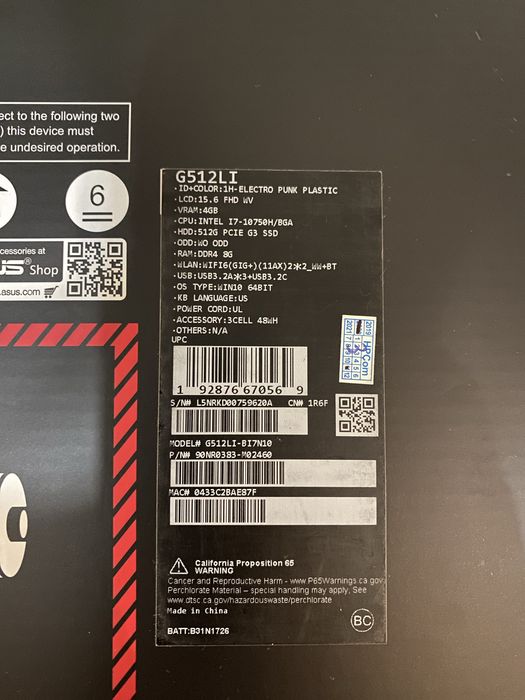 ect to the following two
) this device must
e undesired operation.
6
ccessories at
US® Shop
.asus.com
G512LI
·ID+COLOR:1H-ELECTRO PUNK PLASTIC
·LCD:15.6 FHD WV
·VRAM:4GB
·CPU:INTEL I7-10750H/BGA
·HDD:512G PCIE G3 SSD
·ODD:WO ODD
·RAM:DDR4 8G
·WLAN:WIFI6(GIG+)(11AX)2*2_WW+BT
·USB:USB3.2A*3+USB3.2C
·OS TYPE:WIN10 64BIT
·KB LANGUAGE:US
·POWER CORD:UL
·ACCESSORY:3CELL 48WH
·OTHERS:N/A
UPC
1 92876 67056 9
S/N# L5NRKD00759620A CN# 1R6F
MODEL# G512LI-BI7N10
P/N# 90NR0383-M02460
MAC# 0433C2BAE87F
California Proposition 65
WARNING
Cancer and Reproductive Harm - www.P65Warnings.ca.gov.
Perchlorate Material – special handling may apply, See
www.dtsc.ca.gov/hazardouswaste/perchlorate
Made in China
BATT:B31N1726
BC
HPCom
2019
2021